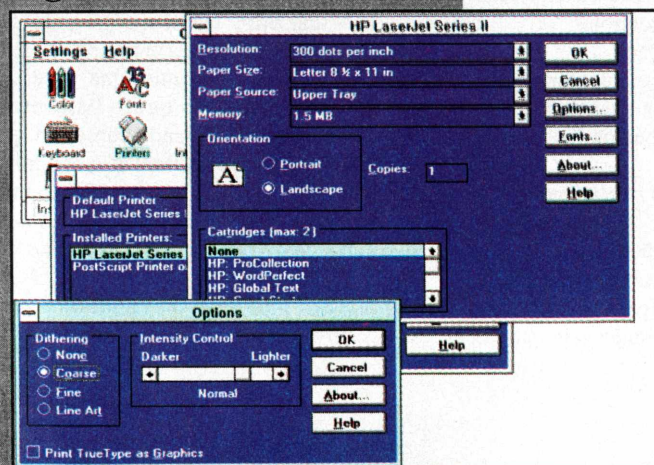 HP LaserJet Series II
Resolution:
300 dots per inch
Paper Size:
Letter 8 ½ x 11 in
Paper Source:
Upper Tray
Memory:
1.5 MB
Orientation
A
Portrait
Landscape
Copies:
1
Cartridges (max: 2)
None
HP: ProCollection
HP: WordPerfect
HP: Global Text
OK
Cancel
Options...
Fonts...
About...
Help
Settings Help
Color
Fonts
Keyboard
Printers
Default Printer
HP LaserJet Series
Installed Printers:
HP LaserJet Series
PostScript Printer
Help
Options
Dithering
None
Coarse
Fine
Line Art
Intensity Control
Darker Lighter
Normal
OK
Cancel
About...
Help
Print TrueType as Graphics